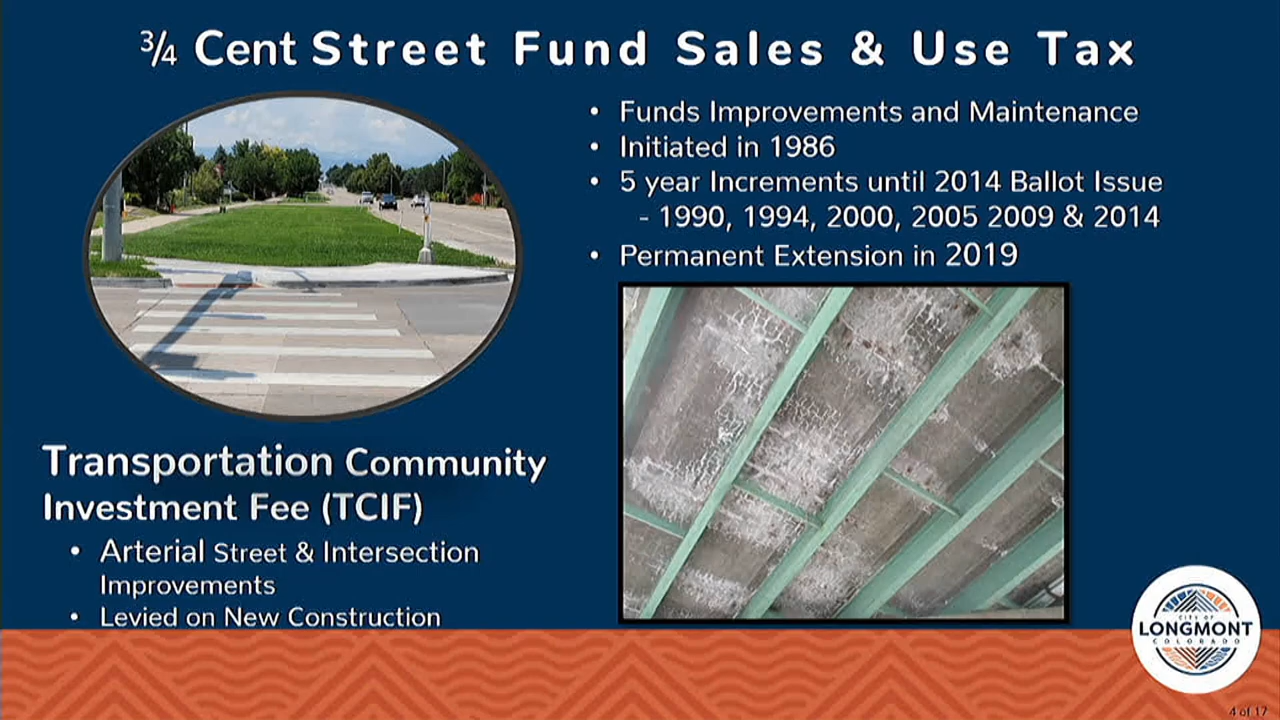 ¾ Cent Street Fund Sales & Use Tax
• Funds Improvements and Maintenance
• Initiated in 1986
• 5 year Increments until 2014 Ballot Issue
- 1990, 1994, 2000, 2005 2009 & 2014
• Permanent Extension in 2019
Transportation Community
Investment Fee (TCIF)
• Arterial Street & Intersection
Improvements
• Levied on New Construction
CITY OF
LONGMONT
COLORADO
4 of 17